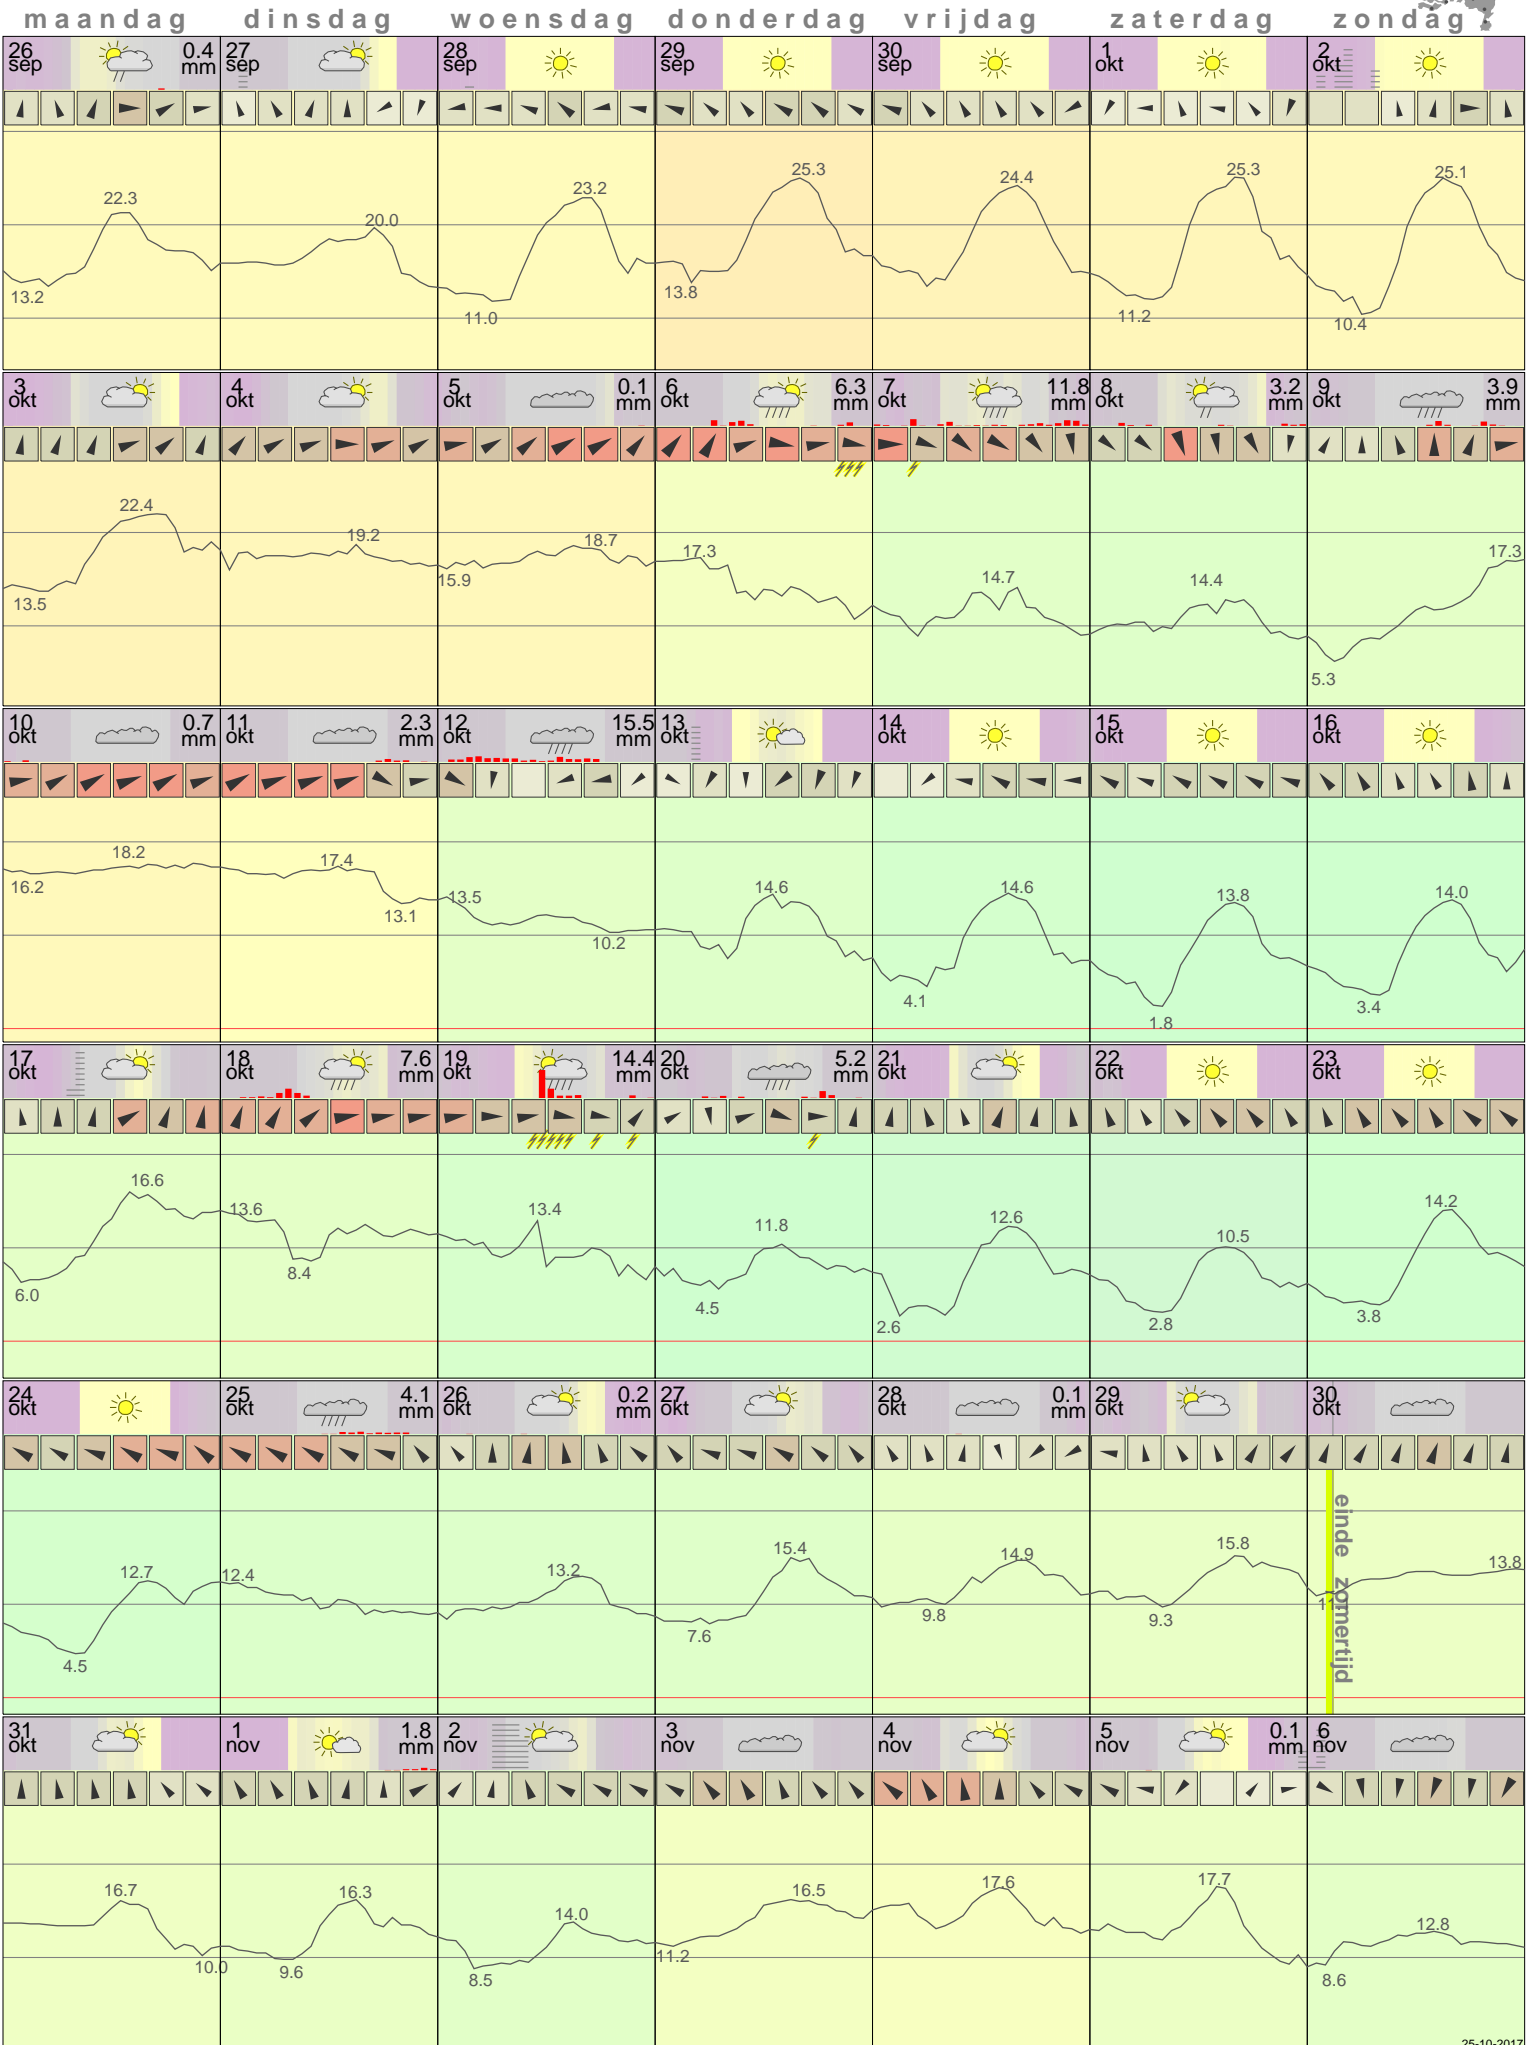 maandag dinsdag woensdag donderdag vrijdag zaterdag zondag
26 sep 0.4 mm 27 sep 28 sep 29 sep 30 sep 1 okt 2 okt
22.3 20.0 23.2 25.3 24.4 25.3 25.1
13.2 11.0 13.8 11.2 10.4
3 okt 4 okt 5 okt 0.1 mm 6 okt 6.3 mm 7 okt 11.8 mm 8 okt 3.2 mm 9 okt 3.9 mm
22.4 19.2 18.7 17.3 14.7 14.4 17.3
13.5 15.9 5.3
10 okt 0.7 mm 11 okt 2.3 mm 12 okt 15.5 mm 13 okt 14 okt 15 okt 16 okt
18.2 17.4 13.5 14.6 14.6 13.8 14.0
16.2 13.1 10.2 4.1 1.8 3.4
17 okt 18 okt 7.6 mm 19 okt 14.4 mm 20 okt 5.2 mm 21 okt 22 okt 23 okt
16.6 13.6 13.4 11.8 12.6 10.5 14.2
6.0 8.4 4.5 2.6 2.8 3.8
24 okt 25 okt 4.1 mm 26 okt 0.2 mm 27 okt 28 okt 0.1 mm 29 okt 30 okt
12.7 12.4 13.2 15.4 14.9 15.8 13.8
4.5 7.6 9.8 9.3
einde zomertijd
31 okt 1 nov 1.8 mm 2 nov 3 nov 4 nov 5 nov 0.1 mm 6 nov
16.7 16.3 14.0 16.5 17.6 17.7 12.8
10.0 9.6 8.5 11.2 8.6
25-10-2017